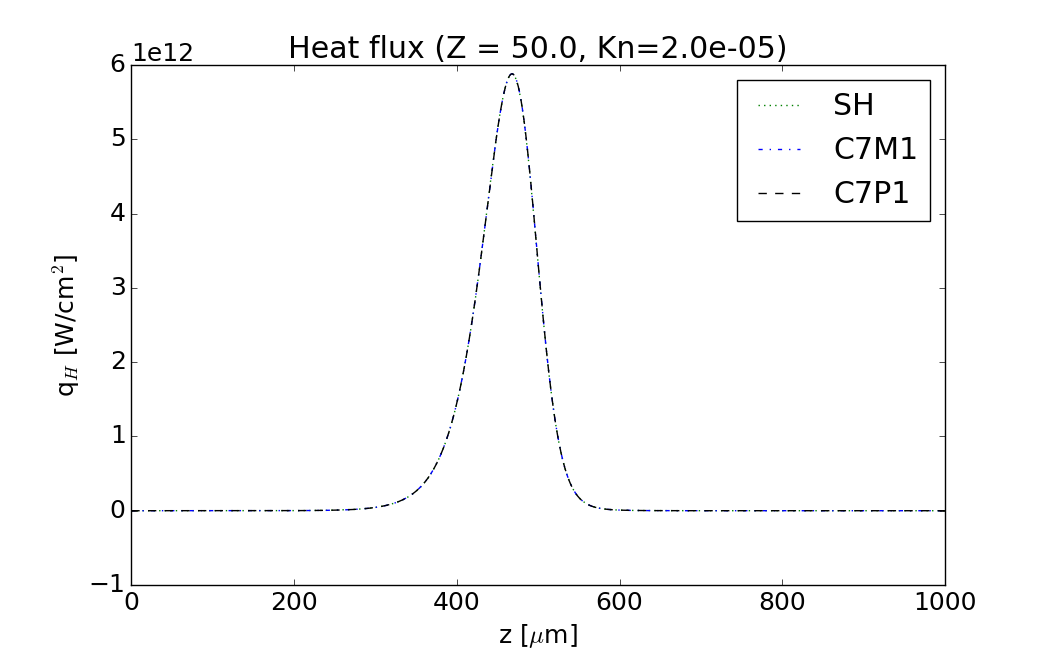 Heat flux (Z = 50.0, Kn=2.0e-05)
1e12
6
5
4
3
2
1
0
−1
q_H [W/cm²]
SH
C7M1
C7P1
0 200 400 600 800 1000
z [μm]